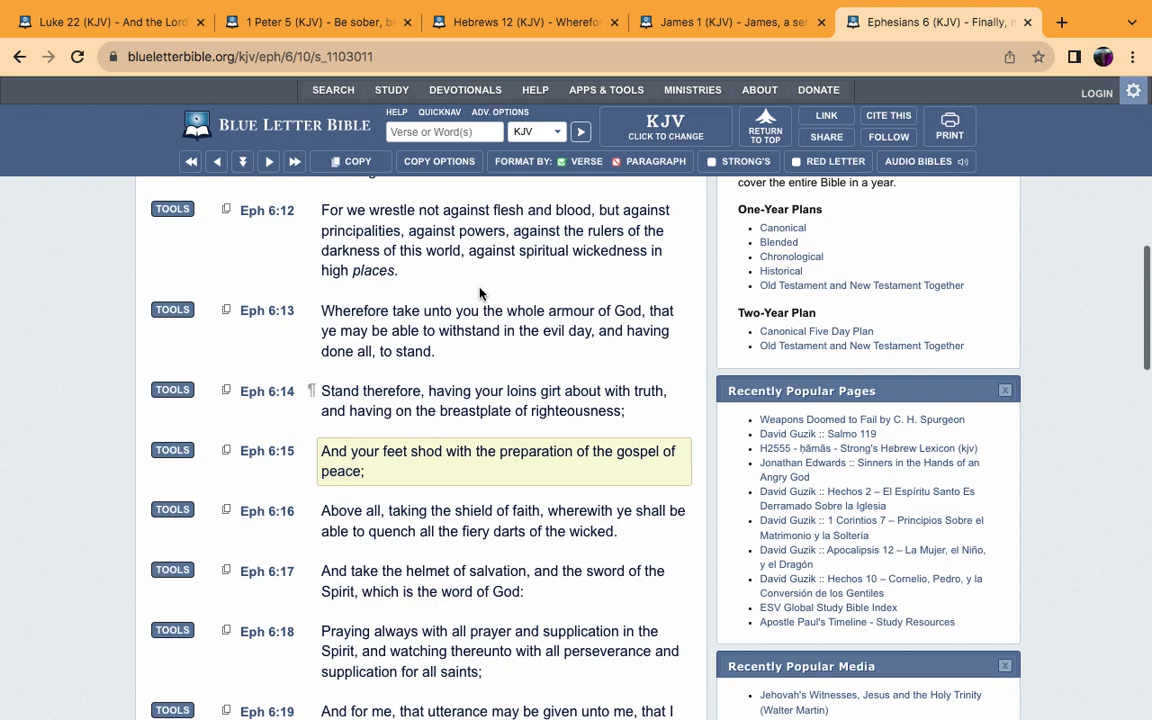 Luke 22 (KJV) - And the Lord
1 Peter 5 (KJV) - Be sober, be
Hebrews 12 (KJV) - Wherefor
James 1 (KJV) - James, a ser
Ephesians 6 (KJV) - Finally, m
blueletterbible.org/kjv/eph/6/10/s_1103011
SEARCH STUDY DEVOTIONALS HELP APPS & TOOLS MINISTRIES ABOUT DONATE LOGIN
BLUE LETTER BIBLE
HELP QUICKNAV ADV. OPTIONS
Verse or Word(s) KJV
KJV
CLICK TO CHANGE
RETURN
TO TOP
LINK CITE THIS
SHARE FOLLOW
PRINT
COPY COPY OPTIONS FORMAT BY: VERSE PARAGRAPH STRONG'S RED LETTER AUDIO BIBLES
TOOLS Eph 6:12 For we wrestle not against flesh and blood, but against
principalities, against powers, against the rulers of the
darkness of this world, against spiritual wickedness in
high places.
TOOLS Eph 6:13 Wherefore take unto you the whole armour of God, that
ye may be able to withstand in the evil day, and having
done all, to stand.
TOOLS Eph 6:14 ¶ Stand therefore, having your loins girt about with truth,
and having on the breastplate of righteousness;
TOOLS Eph 6:15 And your feet shod with the preparation of the gospel of
peace;
TOOLS Eph 6:16 Above all, taking the shield of faith, wherewith ye shall be
able to quench all the fiery darts of the wicked.
TOOLS Eph 6:17 And take the helmet of salvation, and the sword of the
Spirit, which is the word of God:
TOOLS Eph 6:18 Praying always with all prayer and supplication in the
Spirit, and watching thereunto with all perseverance and
supplication for all saints;
TOOLS Eph 6:19 And for me, that utterance may be given unto me, that I
cover the entire Bible in a year.
One-Year Plans
• Canonical
• Blended
• Chronological
• Historical
• Old Testament and New Testament Together
Two-Year Plan
• Canonical Five Day Plan
• Old Testament and New Testament Together
Recently Popular Pages x
• Weapons Doomed to Fail by C. H. Spurgeon
• David Guzik :: Salmo 119
• H2555 - ḥāmās - Strong's Hebrew Lexicon (kjv)
• Jonathan Edwards :: Sinners in the Hands of an
Angry God
• David Guzik :: Hechos 2 – El Espíritu Santo Es
Derramado Sobre la Iglesia
• David Guzik :: 1 Corintios 7 – Principios Sobre el
Matrimonio y la Soltería
• David Guzik :: Apocalipsis 12 – La Mujer, el Niño,
y el Dragón
• David Guzik :: Hechos 10 – Cornelio, Pedro, y la
Conversión de los Gentiles
• ESV Global Study Bible Index
• Apostle Paul's Timeline - Study Resources
Recently Popular Media x
• Jehovah's Witnesses, Jesus and the Holy Trinity
(Walter Martin)